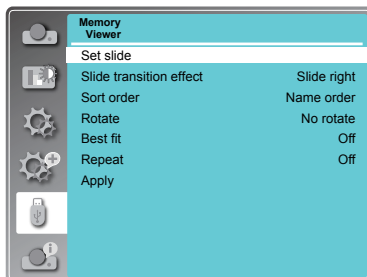 Memory
Viewer
Set slide
Slide transition effect Slide right
Sort order Name order
Rotate No rotate
Best fit Off
Repeat Off
Apply